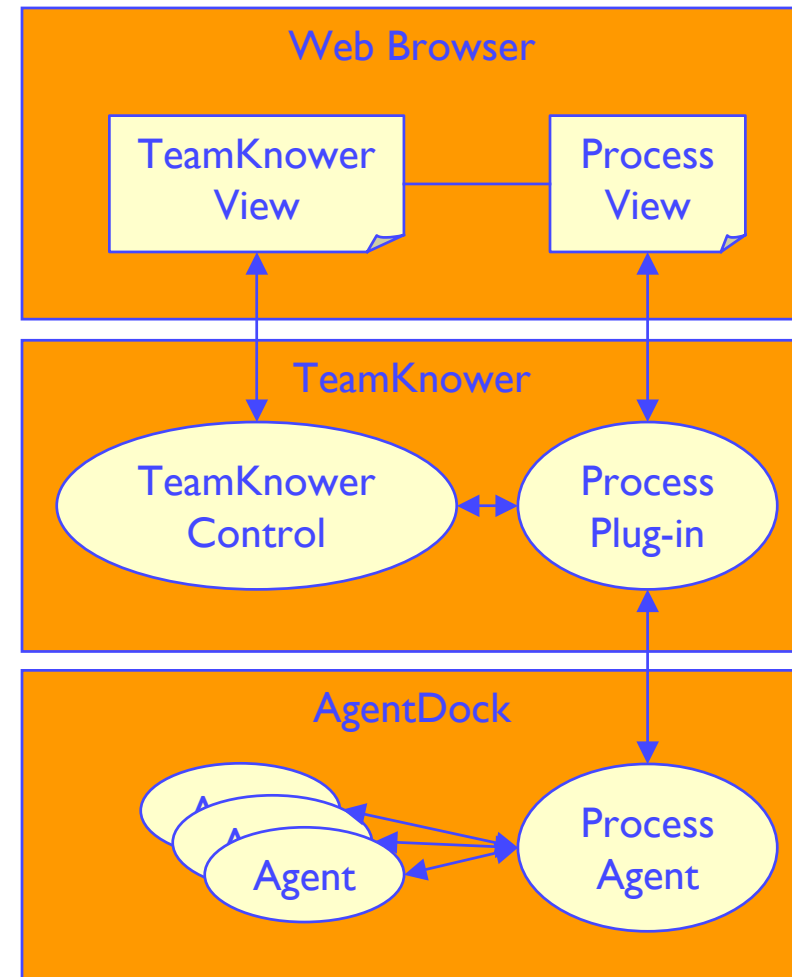 Web Browser
TeamKnower
View
Process
View
TeamKnower
TeamKnower
Control
Process
Plug-in
AgentDock
Agent
Process
Agent